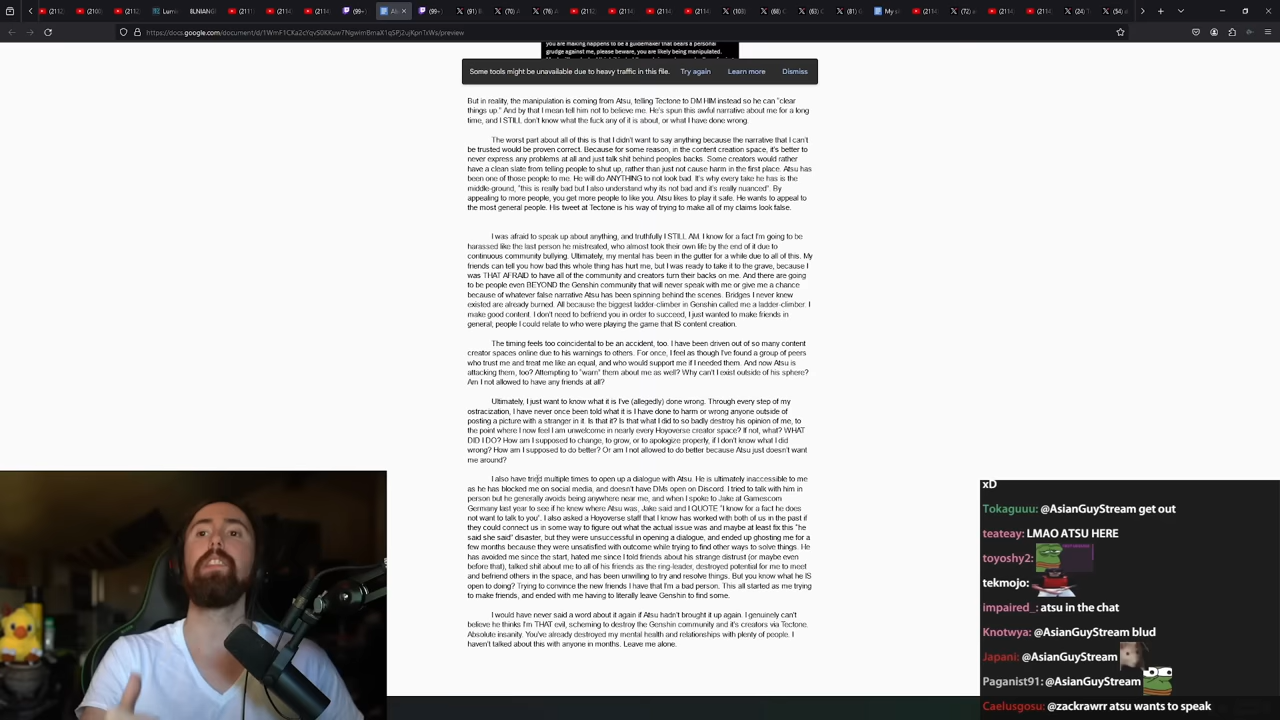 docs.google.com/document/d/
you are making happens to be a guidemaker that bears a personal
grudge against me, please beware, you are likely being manipulated.
Some tools might be unavailable due to heavy traffic in this file. Try again Learn more Dismiss
But in reality, the manipulation is coming from Atsu, telling Tectone to DM HIM instead so he can "clear
things up." And by that I mean tell him not to believe me. He's spun this awful narrative about me for a long
time, and I STILL don't know what the fuck any of it is about, or what I have done wrong.
The worst part about all of this is that I didn't want to say anything because the narrative that I can't
be trusted would be proven correct. Because for some reason, in the content creation space, it's better to
never express any problems at all and just talk shit behind peoples backs. Some creators would rather
have a clean slate from telling people to shut up, rather than just not cause harm in the first place. Atsu has
been one of those people to me. He will do ANYTHING to not look bad. It's why every take he has is the
middle-ground, "this is really bad but I also understand why its not bad and it's really nuanced". By
appealing to more people, you get more people to like you. Atsu likes to play it safe. He wants to appeal to
the most general people. His tweet at Tectone is his way of trying to make all of my claims look false.
I was afraid to speak up about anything, and truthfully I STILL AM. I know for a fact I'm going to be
harassed like the last person he mistreated, who almost took their own life by the end of it due to
continuous community bullying. Ultimately, my mental has been in the gutter for a while due to all of this. My
friends can tell you how bad this whole thing has hurt me, but I was ready to take it to the grave, because I
was THAT AFRAID to have all of the community and creators turn their backs on me. And there are going
to be people even BEYOND the Genshin community that will never speak with me or give me a chance
because of whatever false narrative Atsu has been spinning behind the scenes. Bridges I never knew
existed are already burned. All because the biggest ladder-climber in Genshin called me a ladder-climber. I
make good content. I don't need to befriend you in order to succeed, I just wanted to make friends in
general, people I could relate to who were playing the game that IS content creation.
The timing feels too coincidental to be an accident, too. I have been driven out of so many content
creator spaces online due to his warnings to others. For once, I feel as though I've found a group of peers
who trust me and treat me like an equal, and who would support me if I needed them. And now Atsu is
attacking them, too? Attempting to "warn" them about me as well? Why can't I exist outside of his sphere?
Am I not allowed to have any friends at all?
Ultimately, I just want to know what it is I've (allegedly) done wrong. Through every step of my
ostracization, I have never once been told what it is I have done to harm or wrong anyone outside of
posting a picture with a stranger in it. Is that it? Is that what I did to so badly destroy his opinion of me, to
the point where I now feel I am unwelcome in nearly every Hoyoverse creator space? If not, what? WHAT
DID I DO? How am I supposed to change, to grow, or to apologize properly, if I don't know what I did
wrong? How am I supposed to do better? Or am I not allowed to do better because Atsu just doesn't want
me around?
I also have tried multiple times to open up a dialogue with Atsu. He is ultimately inaccessible to me
as he has blocked me on social media, and doesn't have DMs open on Discord. I tried to talk with him in
person but he generally avoids being anywhere near me, and when I spoke to Jake at Gamescom
Germany last year to see if he knew where Atsu was, Jake said and I QUOTE "I know for a fact he does
not want to talk to you". I also asked a Hoyoverse staff that I know has worked with both of us in the past if
they could connect us in some way to figure out what the actual issue was and maybe at least fix this "he
said she said" disaster, but they were unsuccessful in opening a dialogue, and ended up ghosting me for a
few months because they were unsatisfied with outcome while trying to find other ways to solve things. He
has avoided me since the start, hated me since I told friends about his strange distrust (or maybe even
before that), talked shit about me to all of his friends as the ring-leader, destroyed potential for me to meet
and befriend others in the space, and has been unwilling to try and resolve things. But you know what he IS
open to doing? Trying to convince the new friends I have that I'm a bad person. This all started as me trying
to make friends, and ended with me having to literally leave Genshin to find some.
I would have never said a word about it again if Atsu hadn't brought it up again. I genuinely can't
believe he thinks I'm THAT evil, scheming to destroy the Genshin community and it's creators via Tectone.
Absolute insanity. You've already destroyed my mental health and relationships with plenty of people. I
haven't talked about this with anyone in months. Leave me alone.
xD
Tokaguuu: @AsianGuyStream get out
teateay: LMAO ATSU HERE
toyoshy2:
tekmojo:
impaired_: atsu in the chat
Knotwya: @AsianGuyStream blud
Japani: @AsianGuyStream
Paganist91: @AsianGuyStream
Caelusgosu: @zackrawrr atsu wants to speak